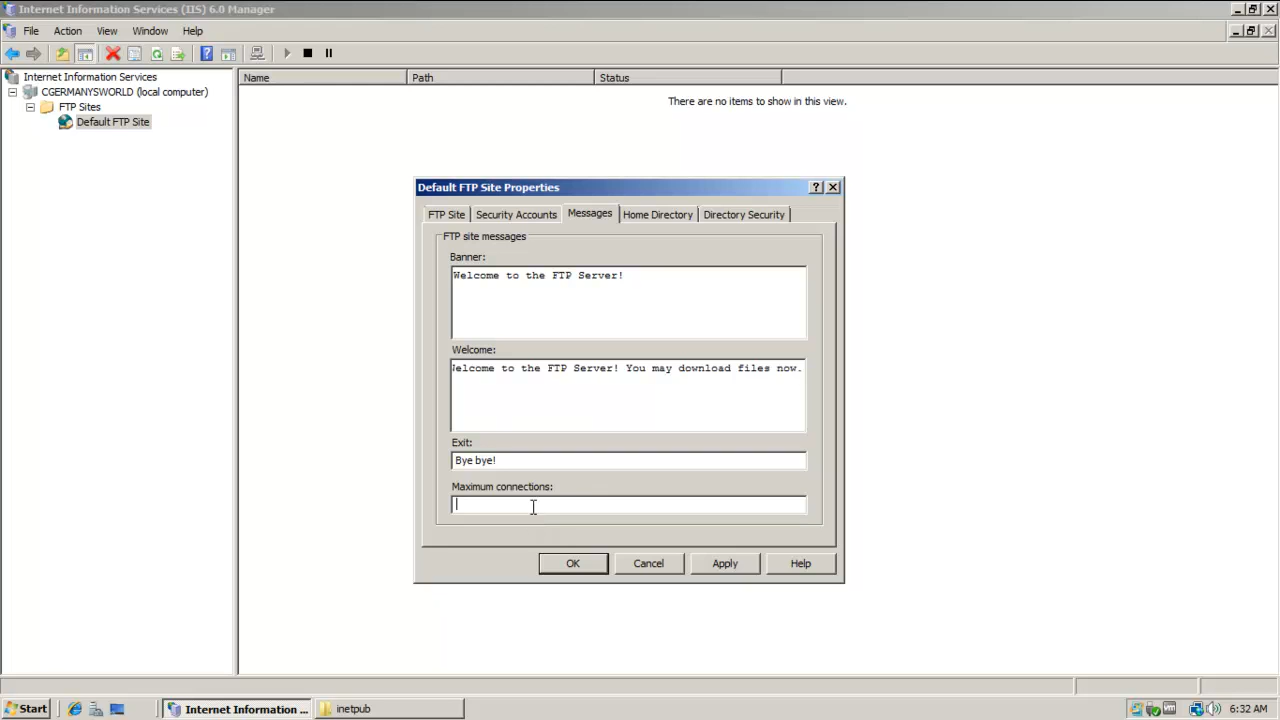 Internet Information Services (IIS) 6.0 Manager
File Action View Window Help
Internet Information Services
CGERMANYSWORLD (local computer)
FTP Sites
Default FTP Site
Name Path Status
There are no items to show in this view.
Default FTP Site Properties
FTP Site Security Accounts Messages Home Directory Directory Security
FTP site messages
Banner:
Welcome to the FTP Server!
Welcome:
Welcome to the FTP Server! You may download files now.
Exit:
Bye bye!
Maximum connections:
OK Cancel Apply Help
Start Internet Information ... inetpub 6:32 AM